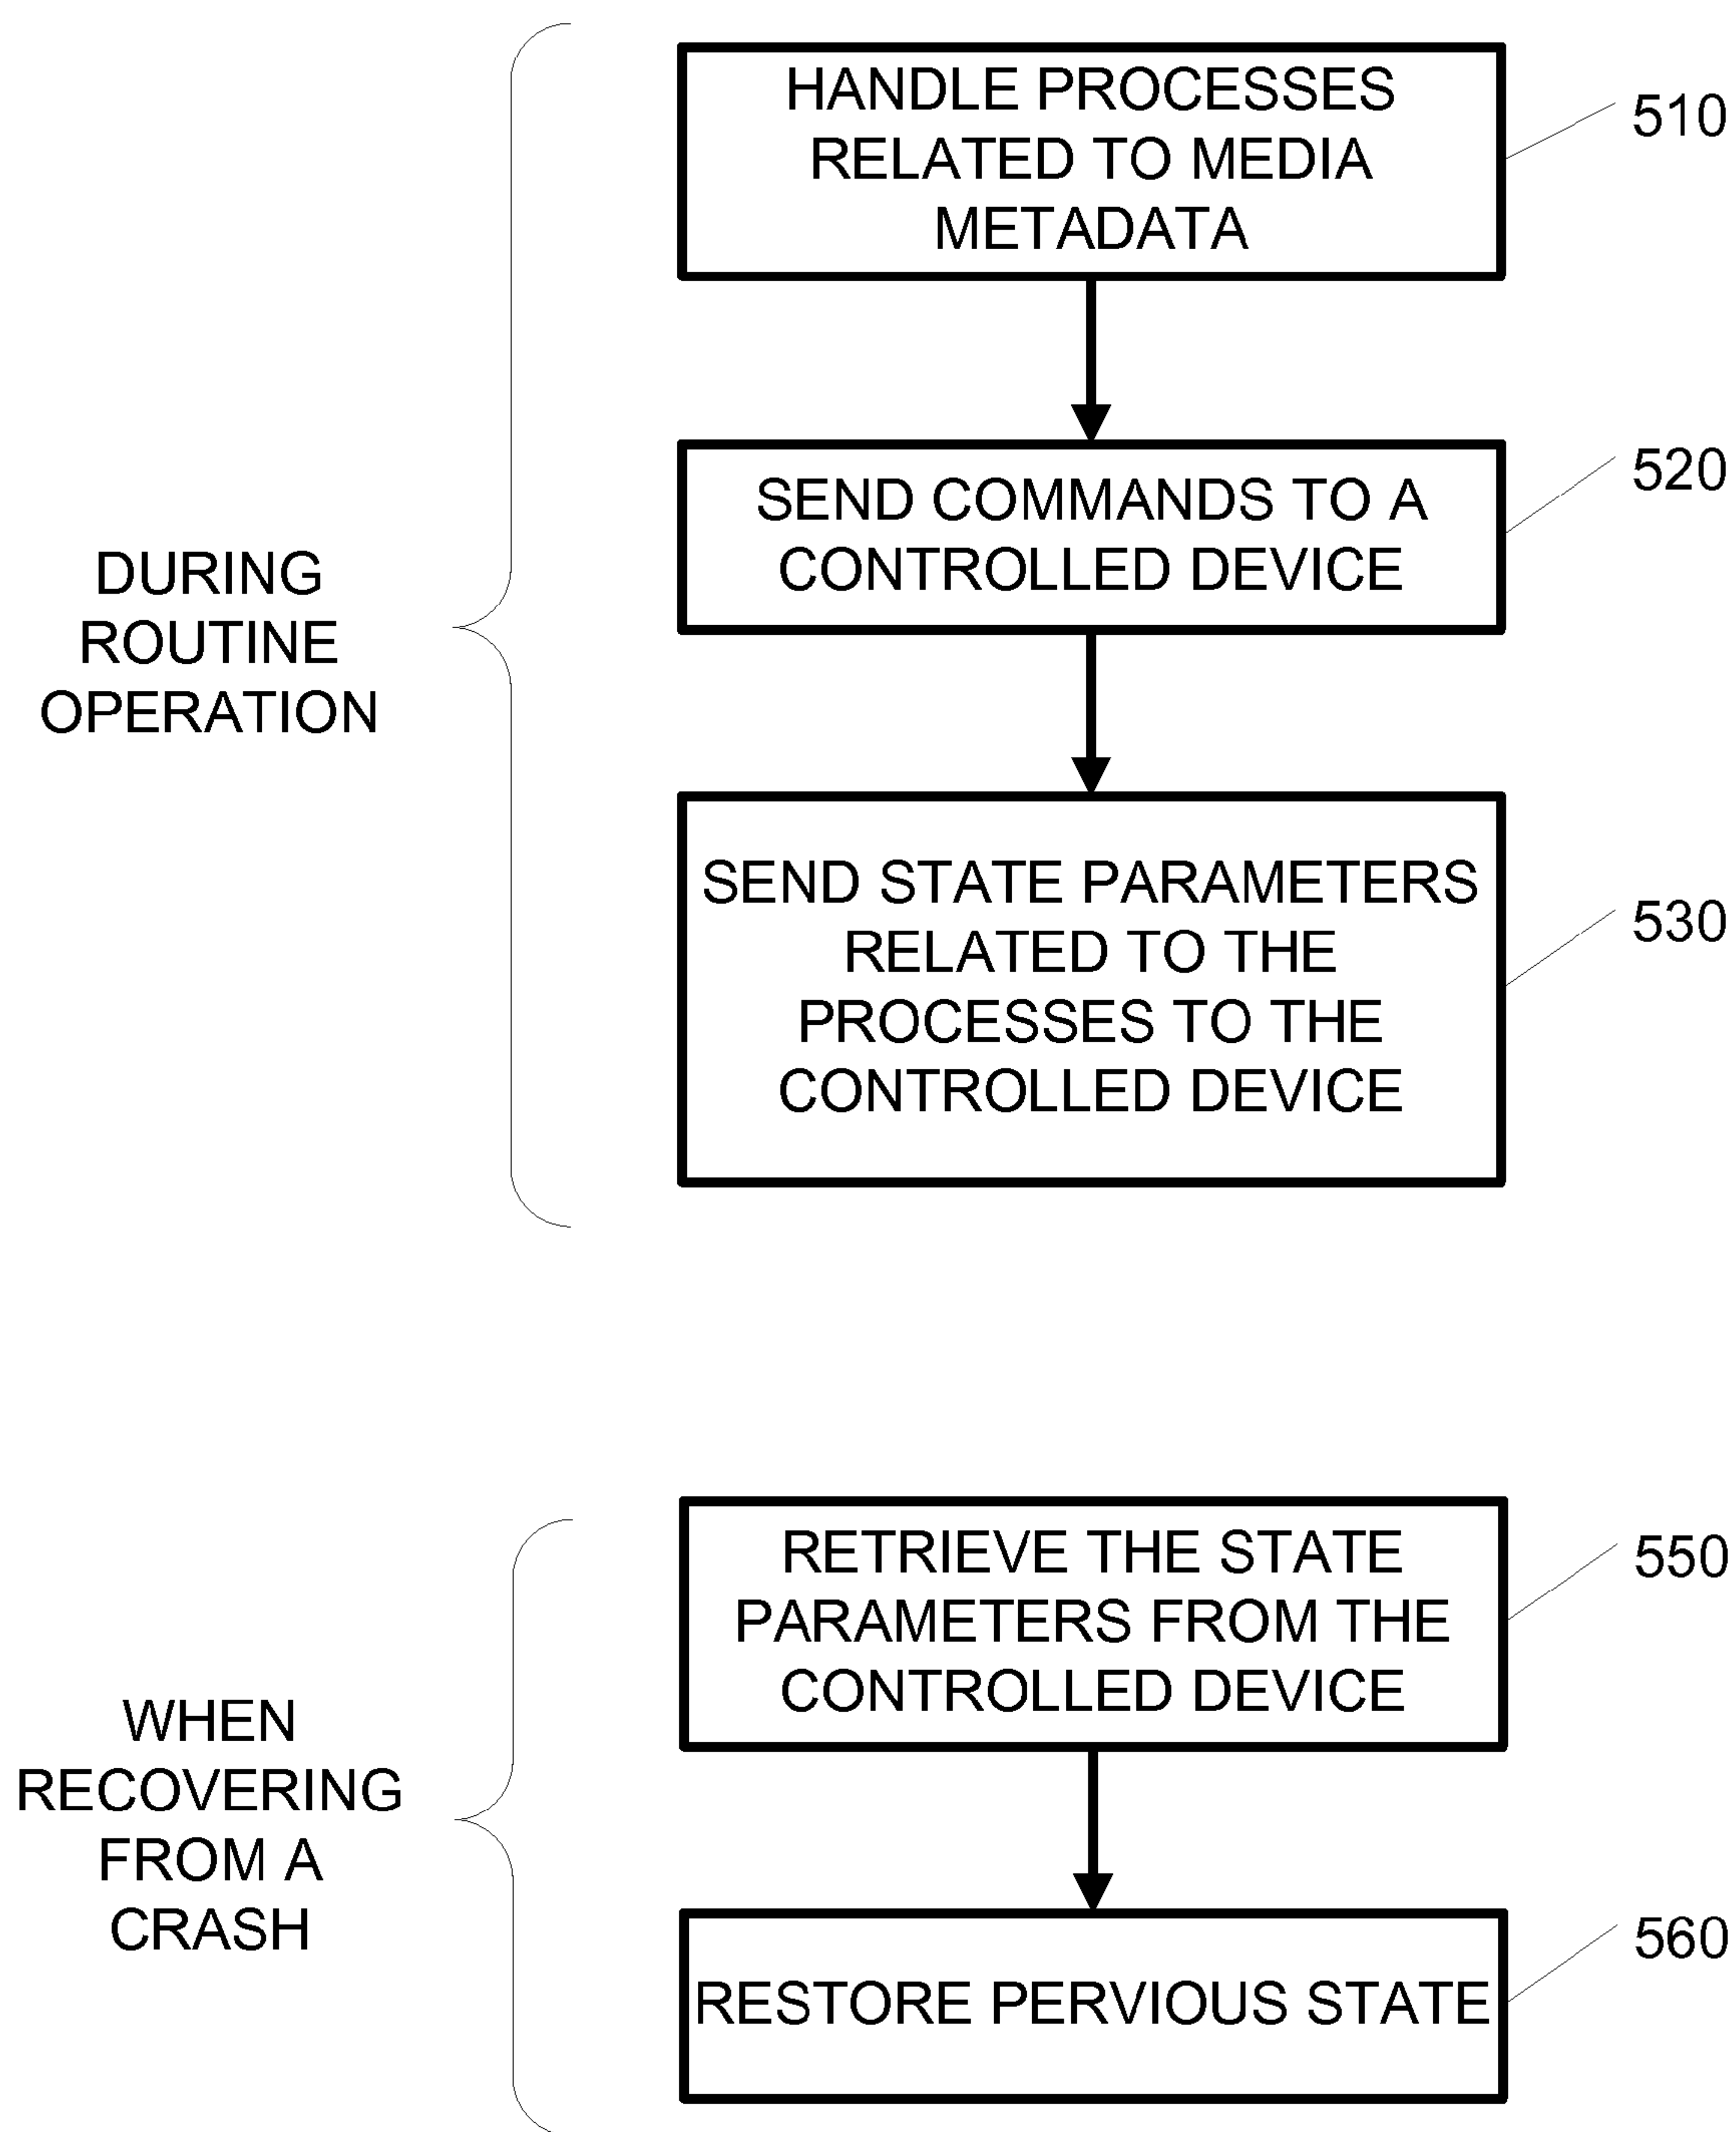 HANDLE PROCESSES
RELATED TO MEDIA
METADATA
510
SEND COMMANDS TO A
CONTROLLED DEVICE
520
DURING
ROUTINE
OPERATION
SEND STATE PARAMETERS
RELATED TO THE
PROCESSES TO THE
CONTROLLED DEVICE
530
RETRIEVE THE STATE
PARAMETERS FROM THE
CONTROLLED DEVICE
550
WHEN
RECOVERING
FROM A
CRASH
RESTORE PERVIOUS STATE
560